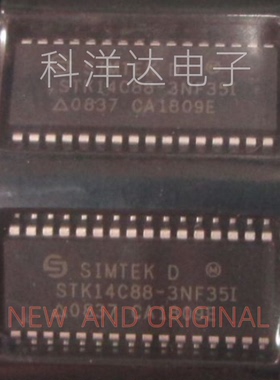 科洋达电子
STK14C88-3NF35I
△0837 CA1809E
SIMTEK D
STK14C88-3NF35I
NEW AND ORIGINAL